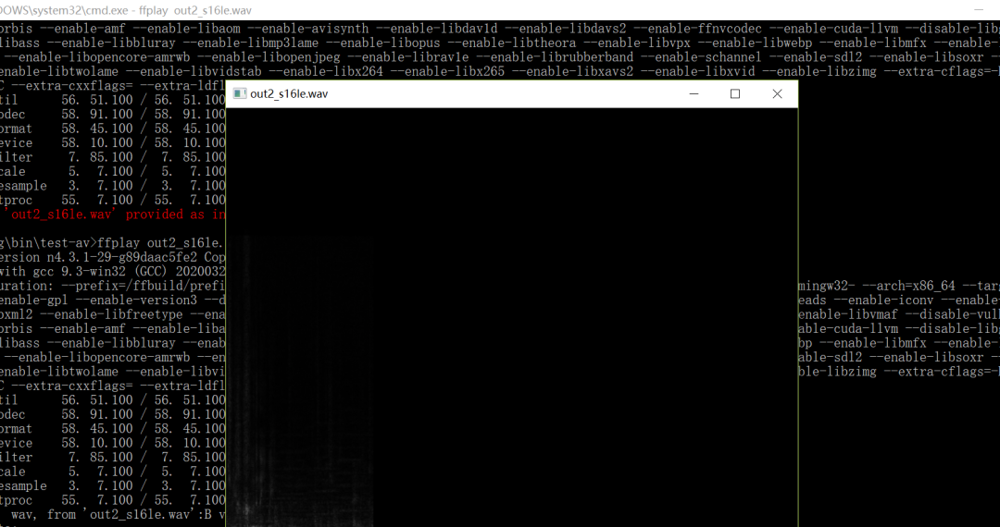 DOWS\system32\cmd.exe - ffplay out2_s16le.wav
orbis --enable-amf --enable-libaom --enable-avisynth --enable-libdav1d --enable-libdavs2 --enable-ffnvcodec --enable-cuda-llvm --disable-libg
libass --enable-libbluray --enable-libmp3lame --enable-libopus --enable-libtheora --enable-libvpx --enable-libwebp --enable-libmfx --enable-
--enable-libopencore-amrwb --enable-libopenjpeg --enable-librav1e --enable-librubberband --enable-schannel --enable-sdl2 --enable-libsoxr --
enable-libtwolame --enable-libvidstab --enable-libx264 --enable-libx265 --enable-libxavs2 --enable-libxvid --enable-libzimg --extra-cflags=-
C --extra-cxxflags= --extra-ldfl
out2_s16le.wav
til 56. 51.100 / 56. 51.100
odec 58. 91.100 / 58. 91.100
ormat 58. 45.100 / 58. 45.100
evice 58. 10.100 / 58. 10.100
ilter 7. 85.100 / 7. 85.100
cale 5. 7.100 / 5. 7.100
esample 3. 7.100 / 3. 7.100
tproc 55. 7.100 / 55. 7.100
'out2_s16le.wav' provided as in
g\bin\test-av>ffplay out2_s16le.
ersion n4.3.1-29-g89daac5fe2 Cop
with gcc 9.3-win32 (GCC) 2020032
uration: --prefix=/ffbuild/prefi mingw32- --arch=x86_64 --targ
enable-gpl --enable-version3 --d eads --enable-iconv --enable-
bxml2 --enable-libfreetype --ena enable-libvmaf --disable-vul
orbis --enable-amf --enable-liba able-cuda-llvm --disable-libg
libass --enable-libbluray --enab bp --enable-libmfx --enable-
--enable-libopencore-amrwb --en able-sdl2 --enable-libsoxr --
enable-libtwolame --enable-libvi ble-libzimg --extra-cflags=-
C --extra-cxxflags= --extra-ldfl
til 56. 51.100 / 56. 51.100
odec 58. 91.100 / 58. 91.100
ormat 58. 45.100 / 58. 45.100
evice 58. 10.100 / 58. 10.100
ilter 7. 85.100 / 7. 85.100
cale 5. 7.100 / 5. 7.100
esample 3. 7.100 / 3. 7.100
tproc 55. 7.100 / 55. 7.100
wav, from 'out2_s16le.wav':B v